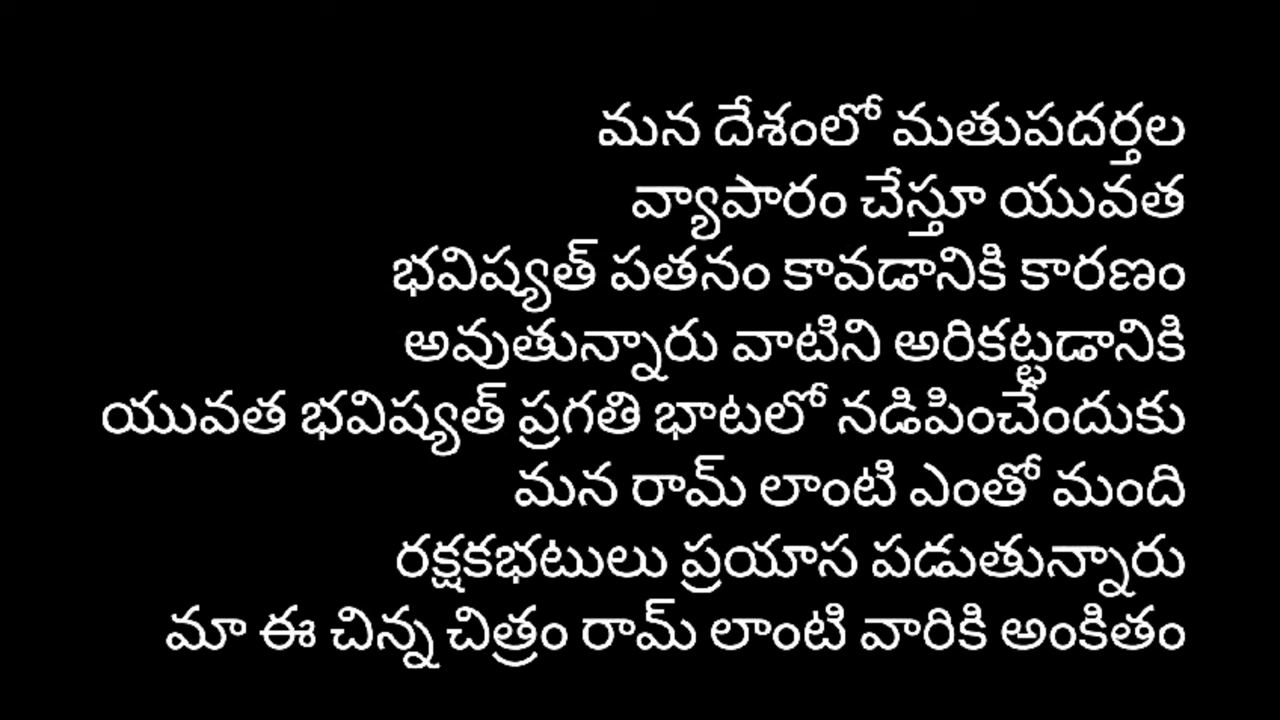 మన దేశంలో మతుపదర్తల
వ్యాపారం చేస్తూ యువత
భవిష్యత్ పతనం కావడానికి కారణం
అవుతున్నారు వాటిని అరికట్టడానికి
యువత భవిష్యత్ ప్రగతి భాటలో నడిపించేందుకు
మన రామ్ లాంటి ఎంతో మంది
రక్షకభటులు ప్రయాస పడుతున్నారు
మా ఈ చిన్న చిత్రం రామ్ లాంటి వారికి అంకితం